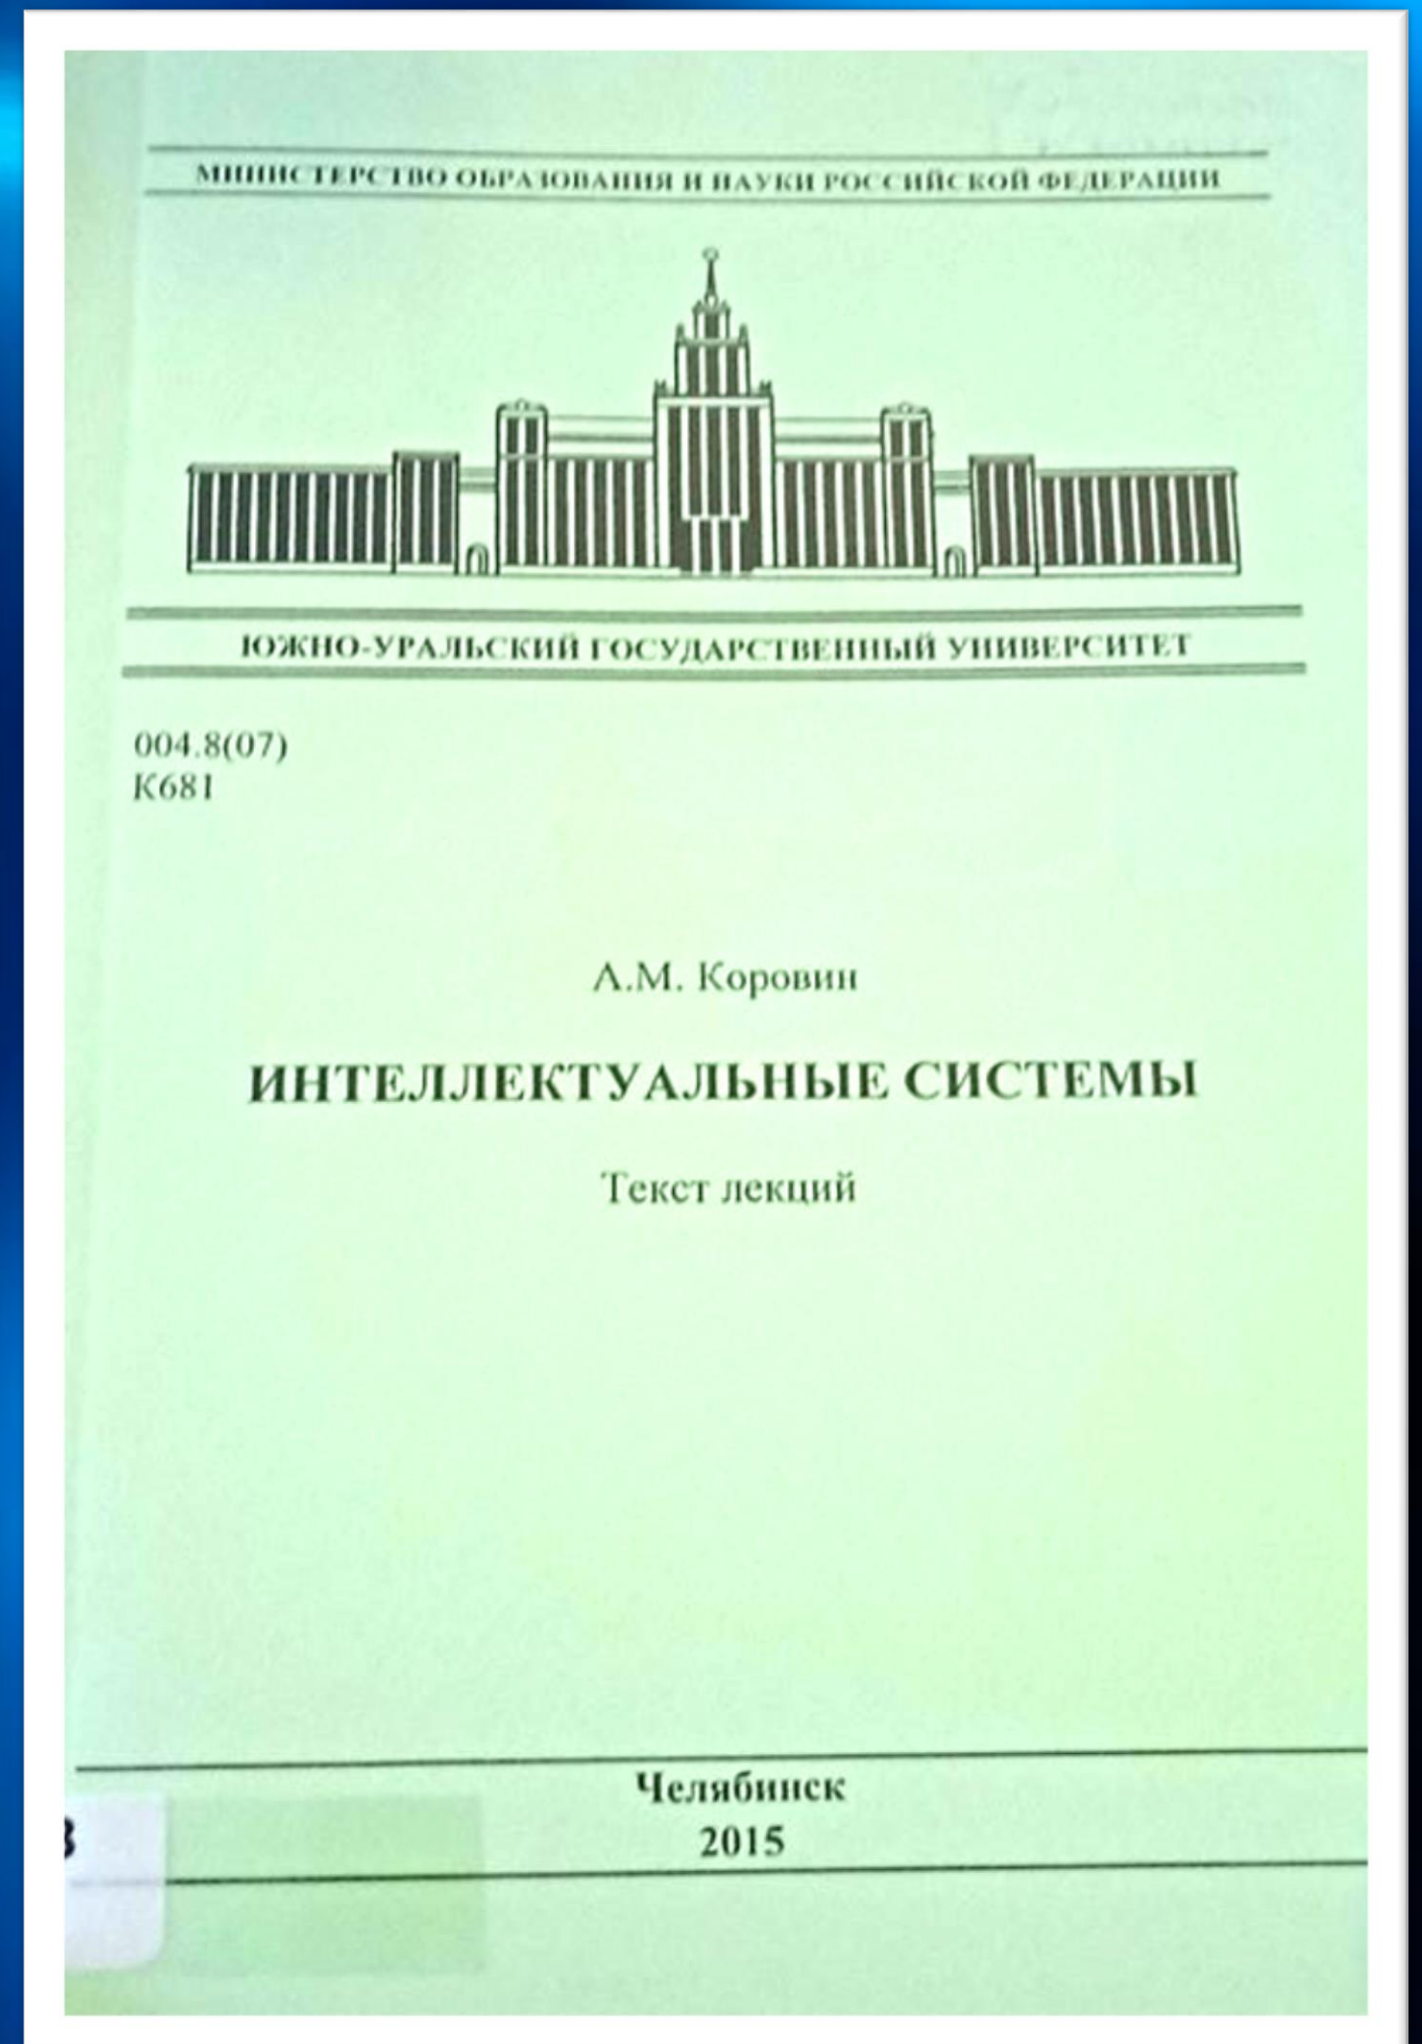 МИНИСТЕРСТВО ОБРАЗОВАНИЯ И НАУКИ РОССИЙСКОЙ ФЕДЕРАЦИИ
ЮЖНО-УРАЛЬСКИЙ ГОСУДАРСТВЕННЫЙ УНИВЕРСИТЕТ
004.8(07)
К681
А.М. Коровин
ИНТЕЛЛЕКТУАЛЬНЫЕ СИСТЕМЫ
Текст лекций
Челябинск
2015